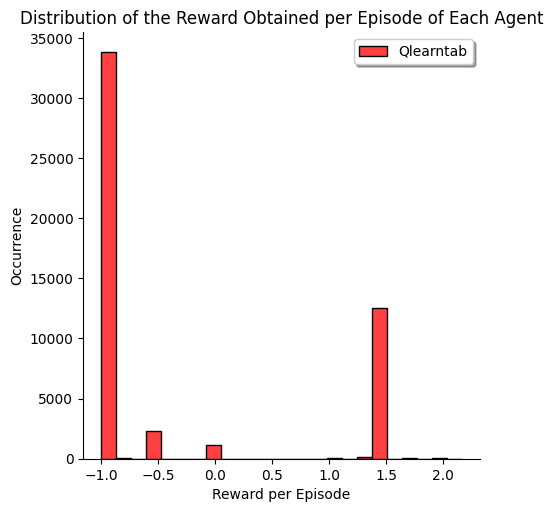 Distribution of the Reward Obtained per Episode of Each Agent
Qlearntab
35000
30000
25000
20000
15000
10000
5000
0
Occurrence
−1.0 −0.5 0.0 0.5 1.0 1.5 2.0
Reward per Episode